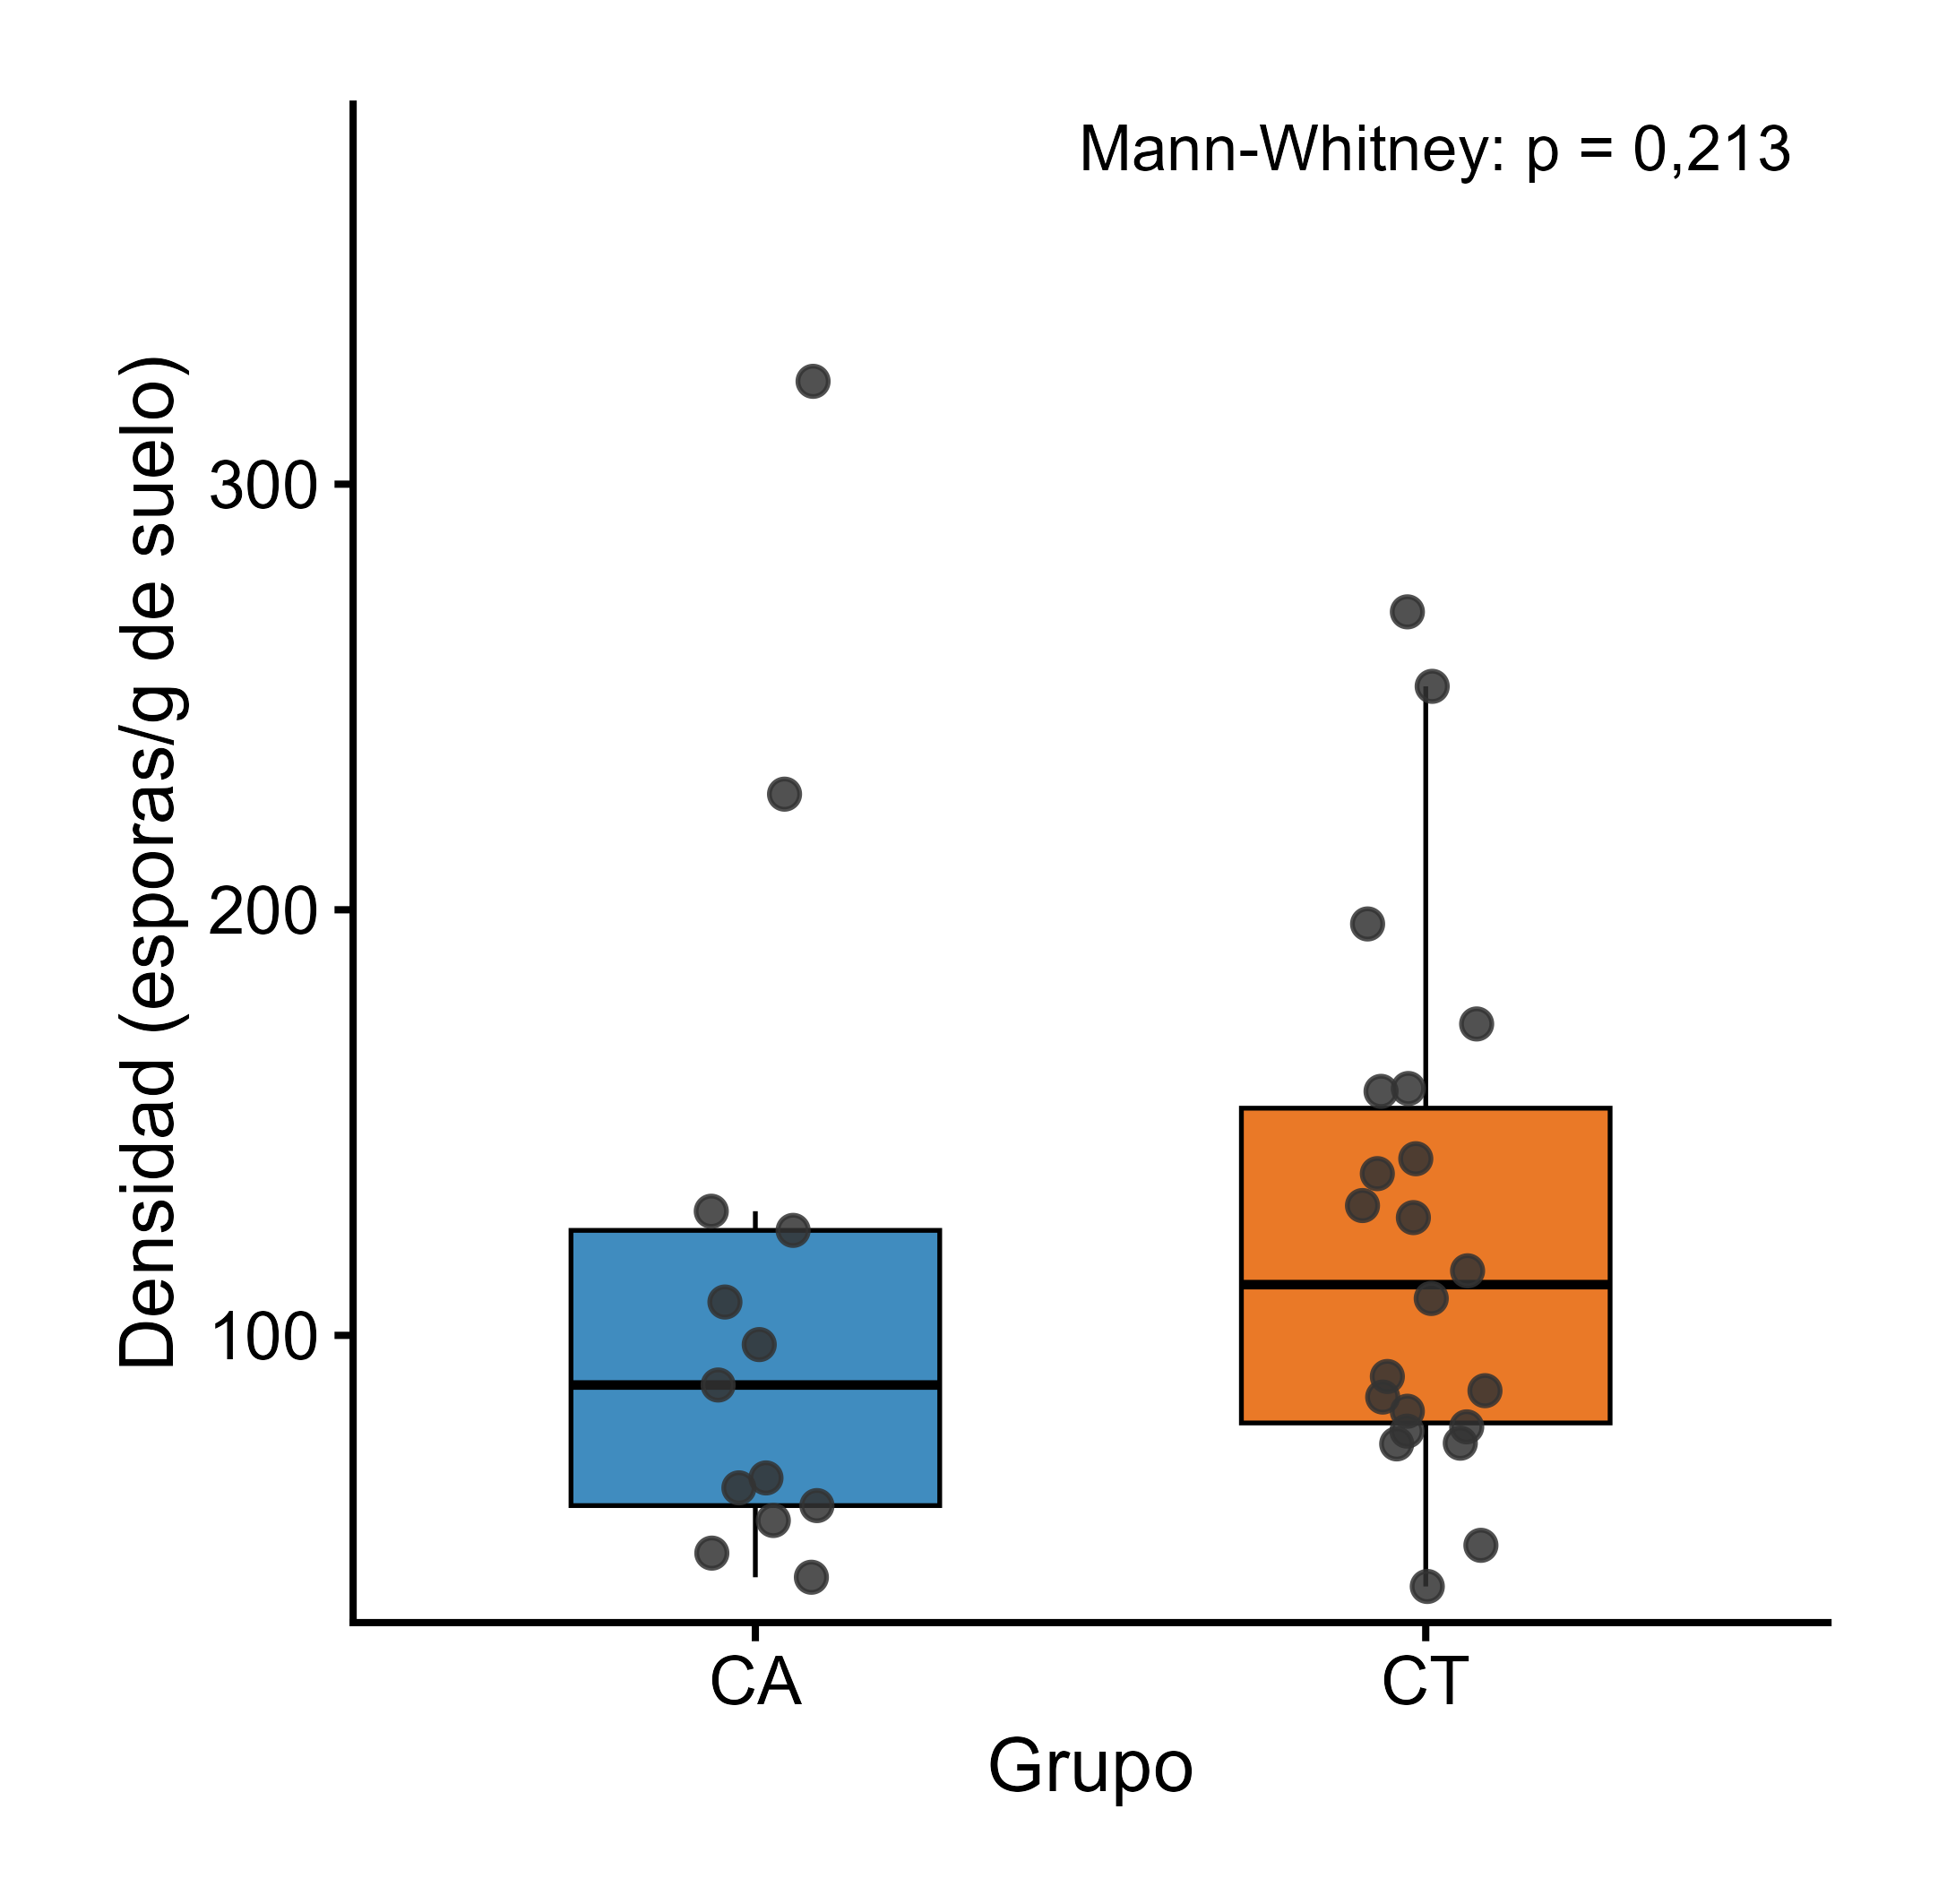 Mann-Whitney: p = 0,213
Densidad (esporas/g de suelo)
300
200
100
CA
CT
Grupo